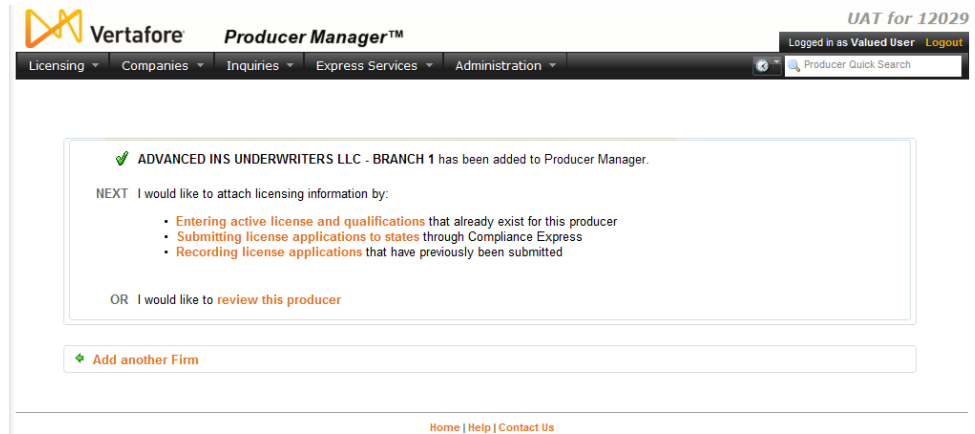 UAT for 12029
Vertafore Producer Manager™
Logged in as Valued User Logout
Licensing Companies Inquiries Express Services Administration Producer Quick Search
ADVANCED INS UNDERWRITERS LLC - BRANCH 1 has been added to Producer Manager.
NEXT I would like to attach licensing information by:
• Entering active license and qualifications that already exist for this producer
• Submitting license applications to states through Compliance Express
• Recording license applications that have previously been submitted
OR I would like to review this producer
Add another Firm
Home | Help | Contact Us